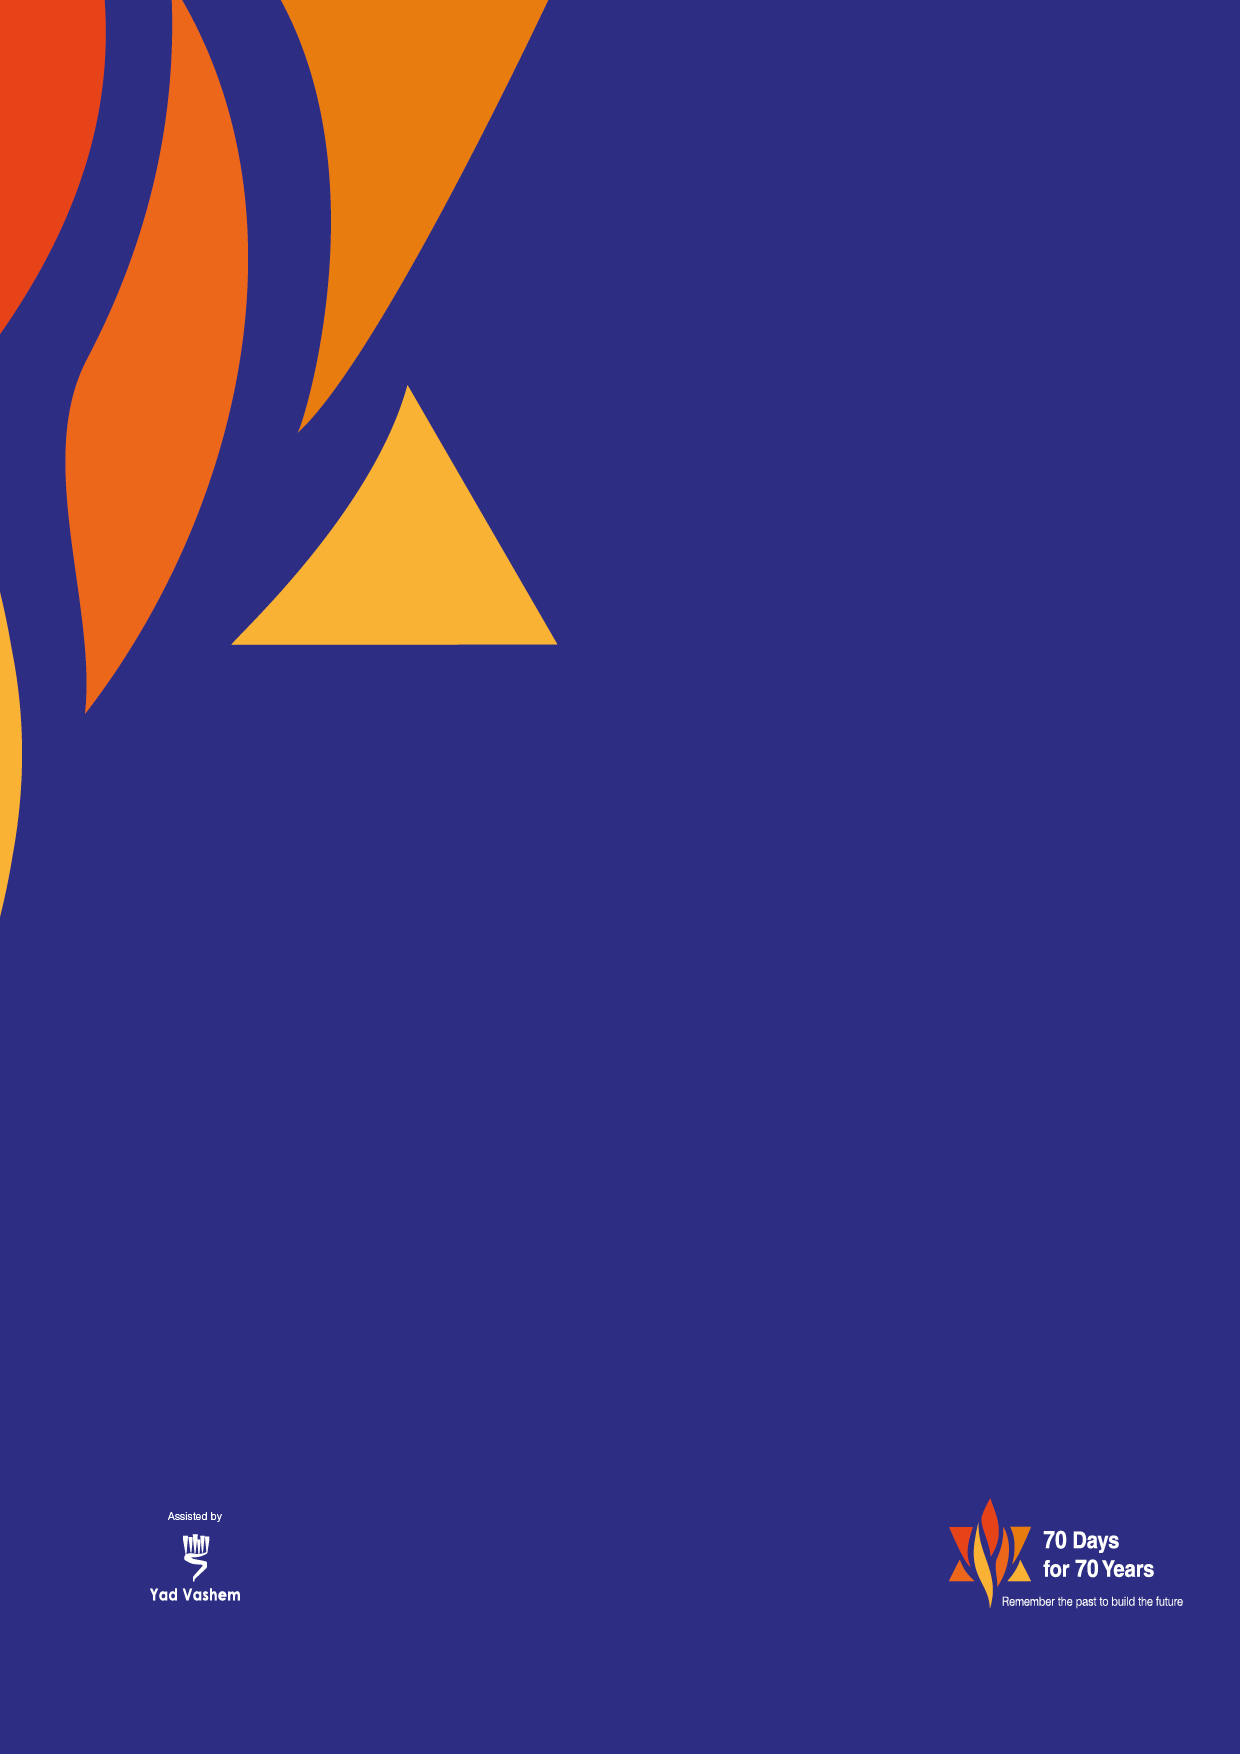 Assisted by
Yad Vashem
70 Days
for 70 Years
Remember the past to build the future